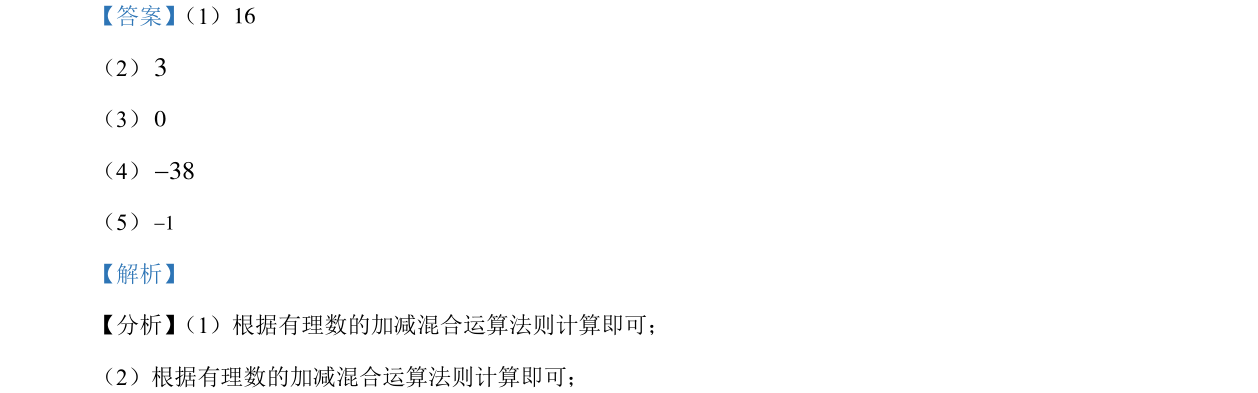 【答案】（1）16
（2）3
（3）0
（4）−38
（5）−1
【解析】
【分析】（1）根据有理数的加减混合运算法则计算即可；
（2）根据有理数的加减混合运算法则计算即可；